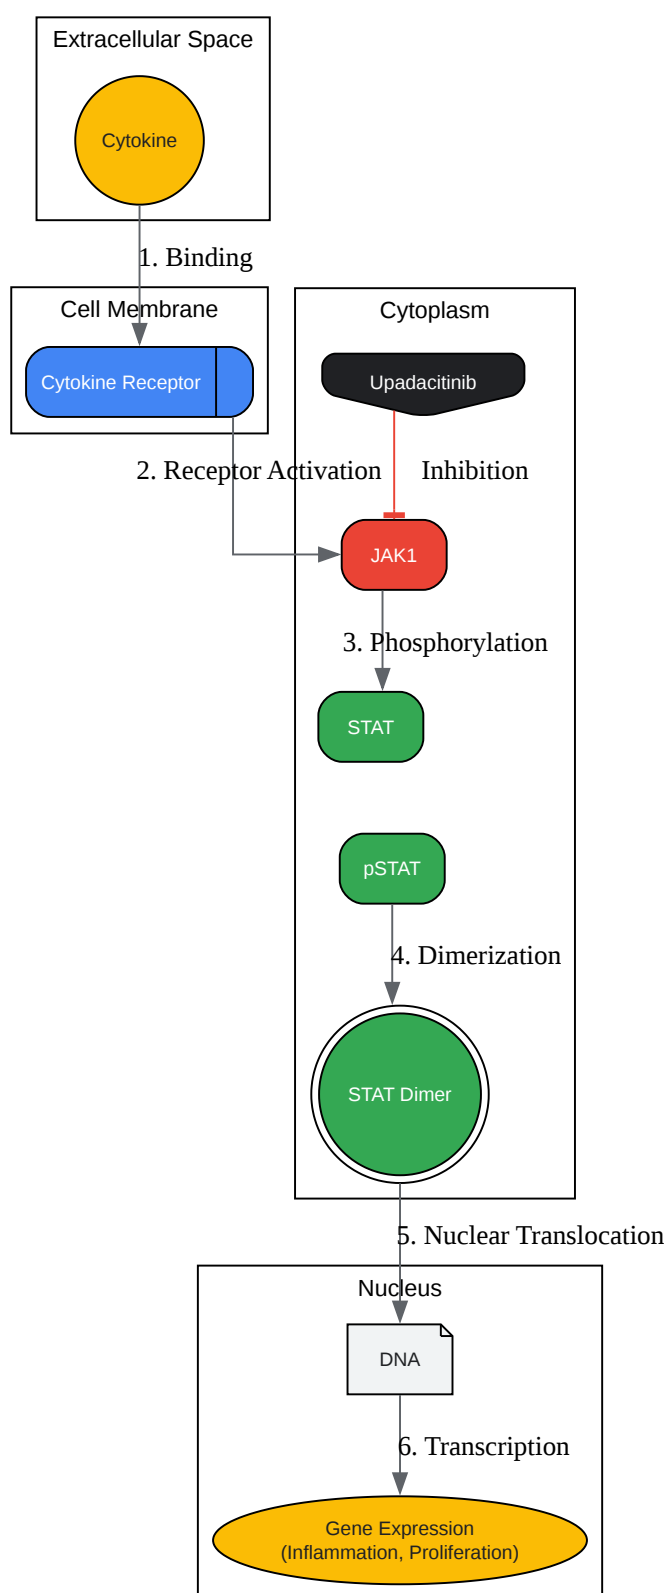 Extracellular Space
Cytokine
1. Binding
Cell Membrane
Cytokine Receptor
Cytoplasm
Upadacitinib
2. Receptor Activation
Inhibition
JAK1
3. Phosphorylation
STAT
pSTAT
4. Dimerization
STAT Dimer
5. Nuclear Translocation
Nucleus
DNA
6. Transcription
Gene Expression
(Inflammation, Proliferation)